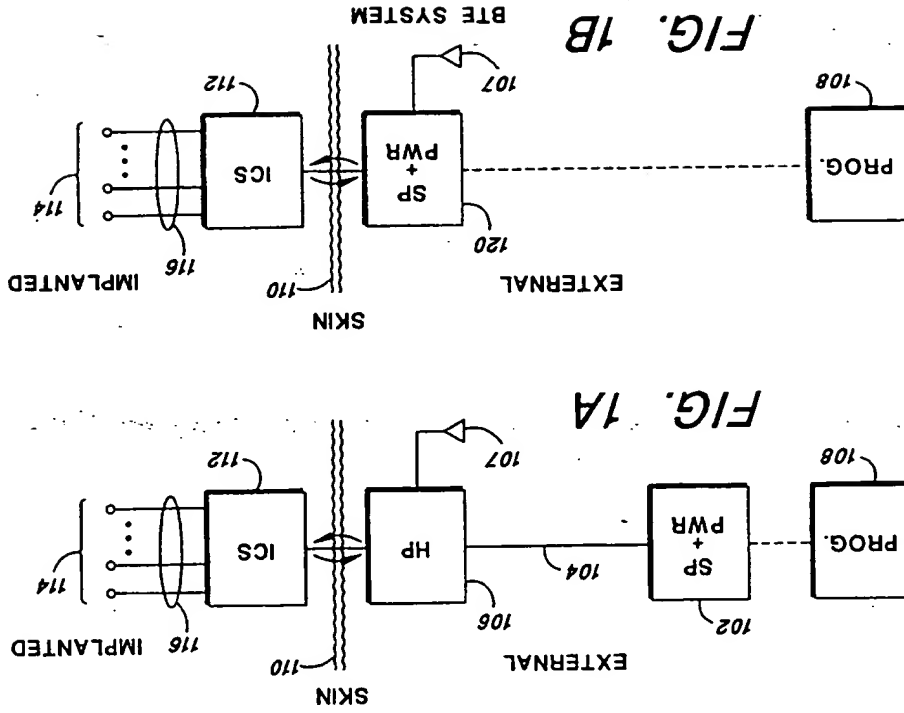 SKIN
EXTERNAL
110
IMPLANTED
102
106
116
114
PROG.
SP
+
PWR
104
HP
ICS
108
107
112
FIG. 1A
SKIN
EXTERNAL
110
IMPLANTED
120
116
114
PROG.
SP
+
PWR
ICS
108
107
112
FIG. 1B
BTE SYSTEM